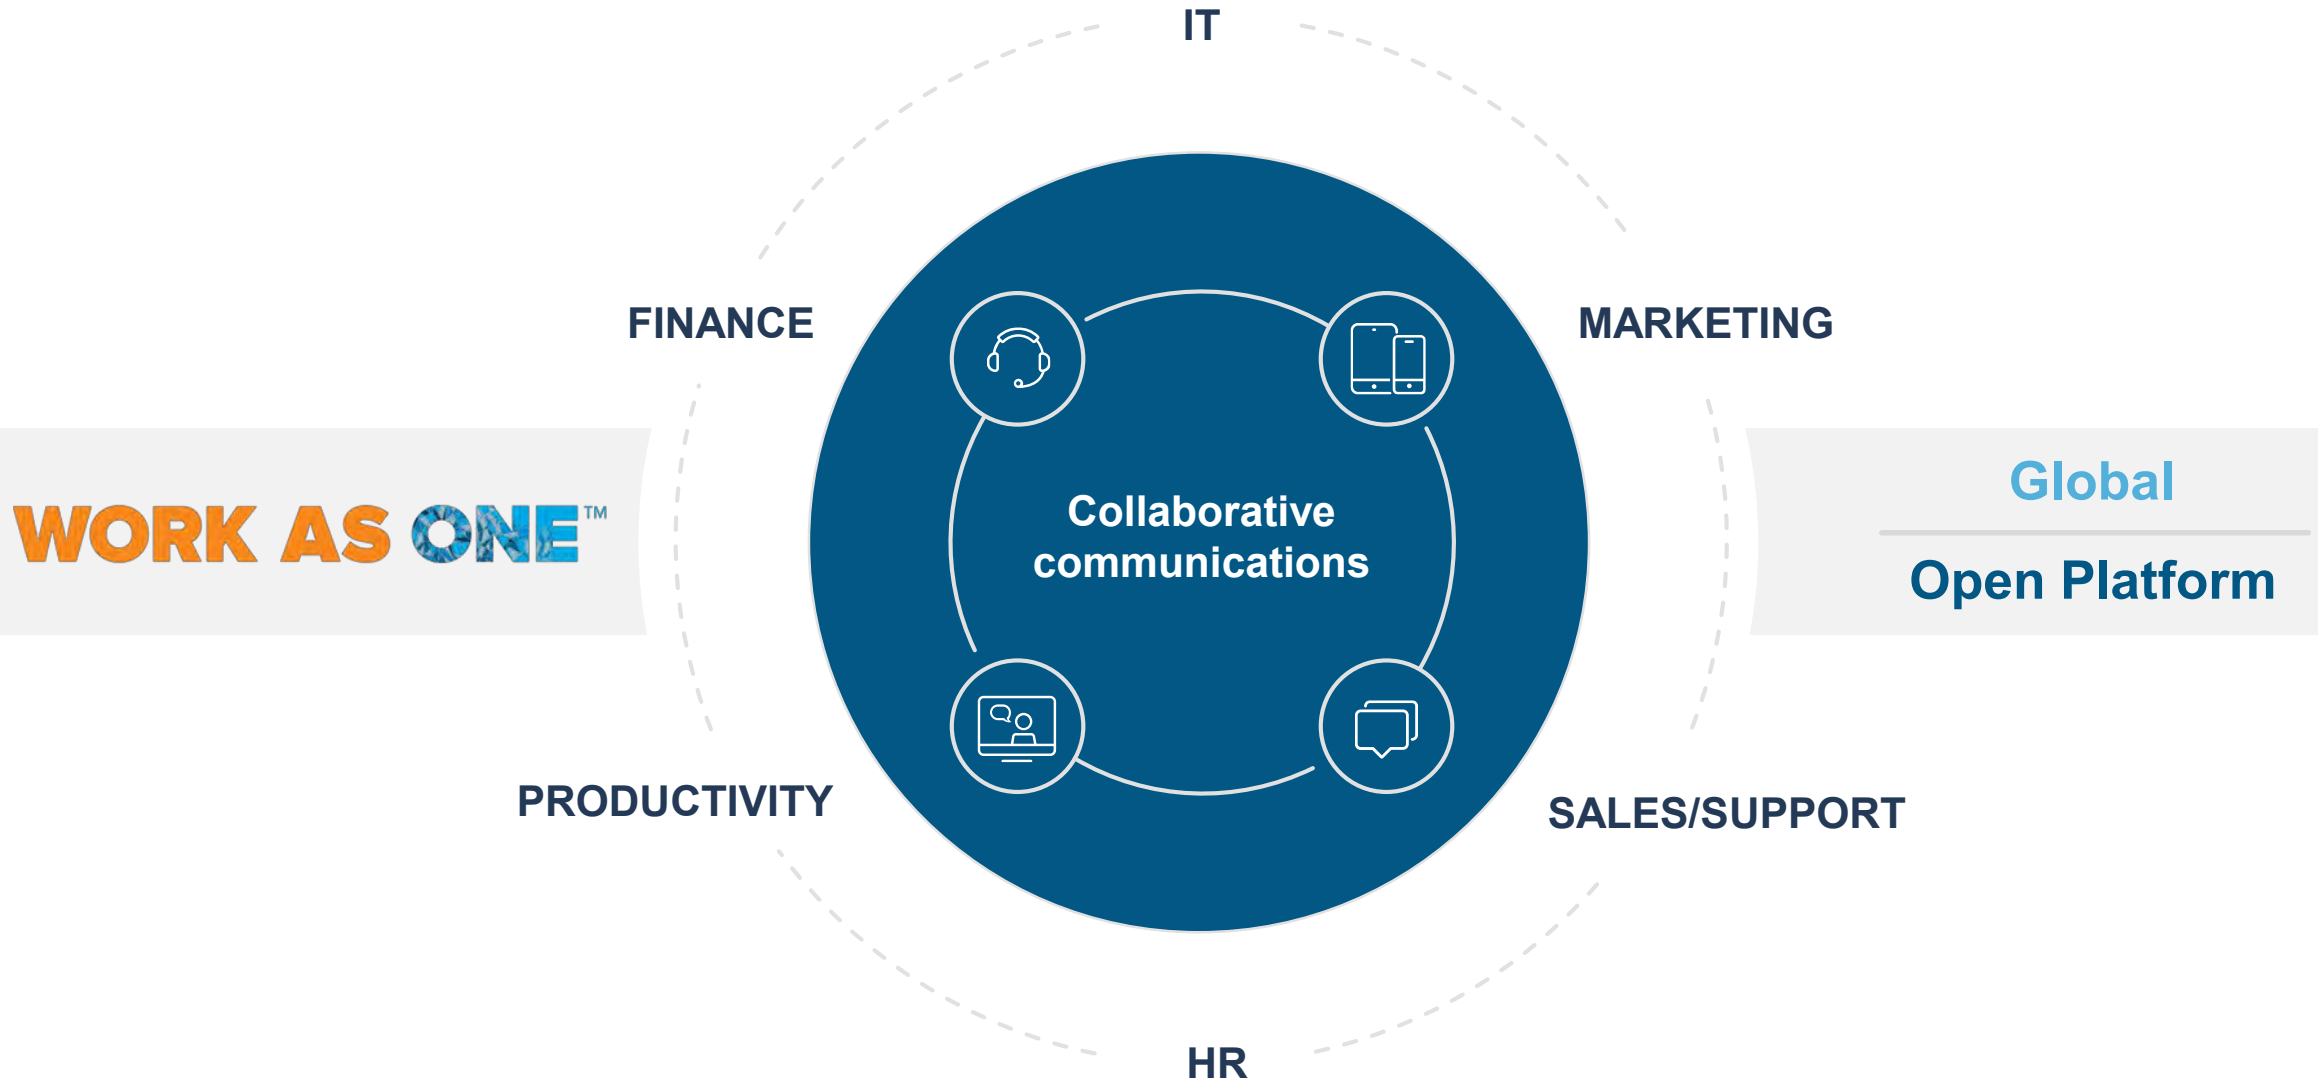 IT
FINANCE
MARKETING
WORK AS ONE™
Collaborative
communications
Global
Open Platform
PRODUCTIVITY
SALES/SUPPORT
HR